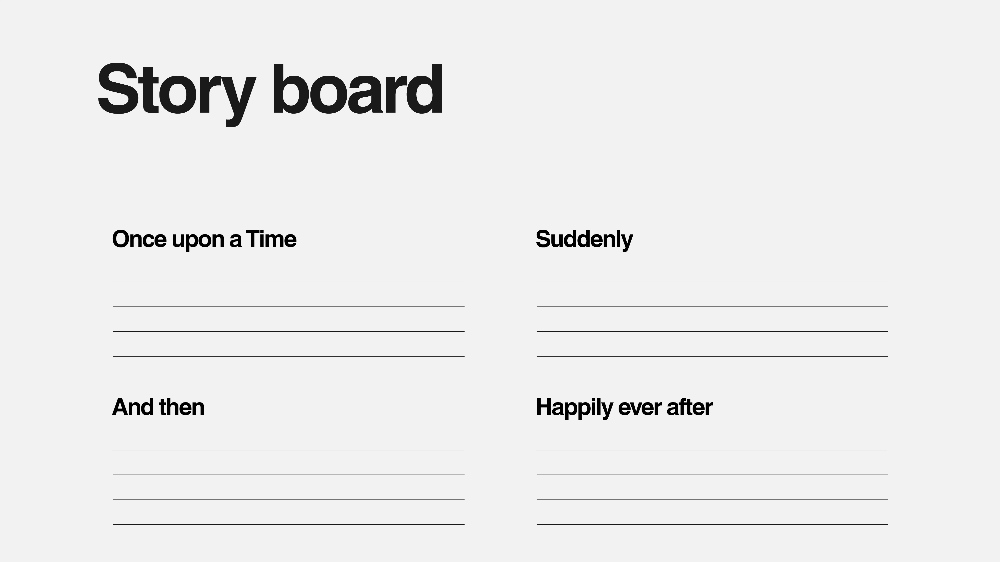 Story board
Once upon a Time
Suddenly
And then
Happily ever after